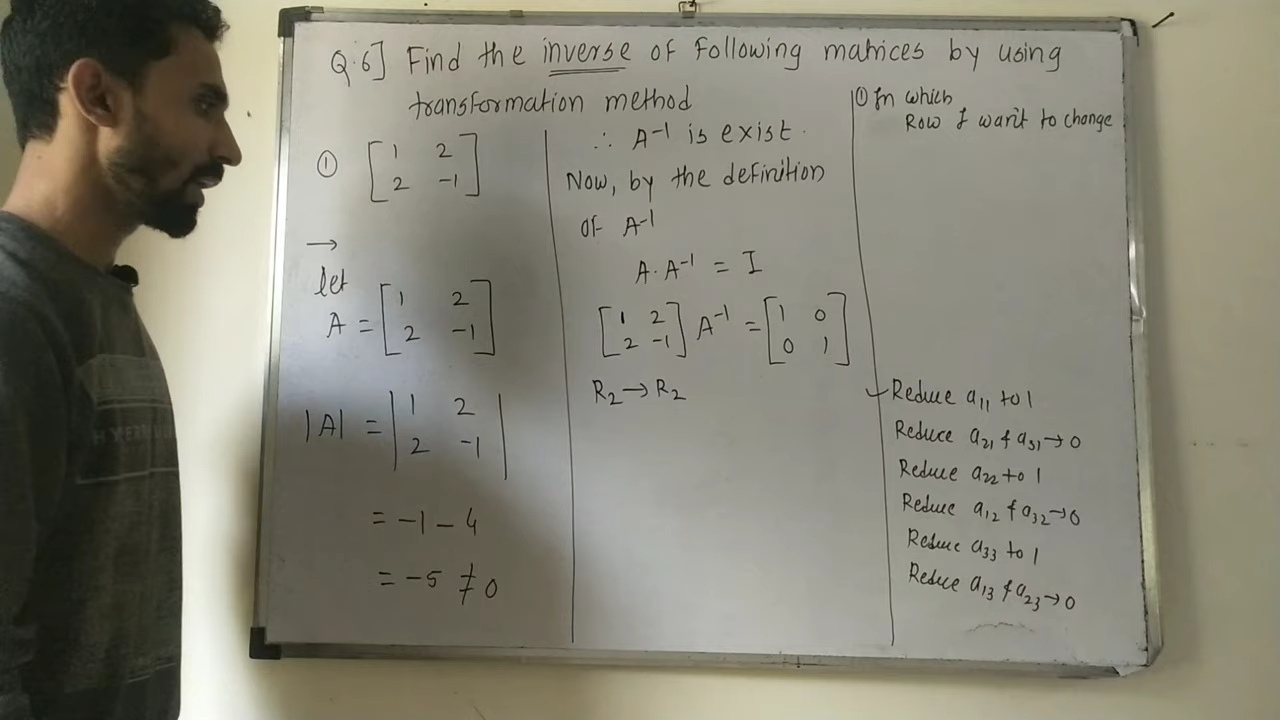 Q.6] Find the inverse of following matrices by using
transformation method
① [ 1 2
2 -1 ]
→
let
A = [ 1 2
2 -1 ]
|A| = | 1 2
2 -1 |
= -1 - 4
= -5 ≠ 0
∴ A⁻¹ is exist.
Now, by the definition
of A⁻¹
A·A⁻¹ = I
[ 1 2
2 -1 ] A⁻¹ = [ 1 0
0 1 ]
R₂ → R₂
① In which
Row I want to change
Reduce a₁₁ to 1
Reduce a₂₁ & a₃₁ → 0
Reduce a₂₂ to 1
Reduce a₁₂ & a₃₂ → 0
Reduce a₃₃ to 1
Reduce a₁₃ & a₂₃ → 0